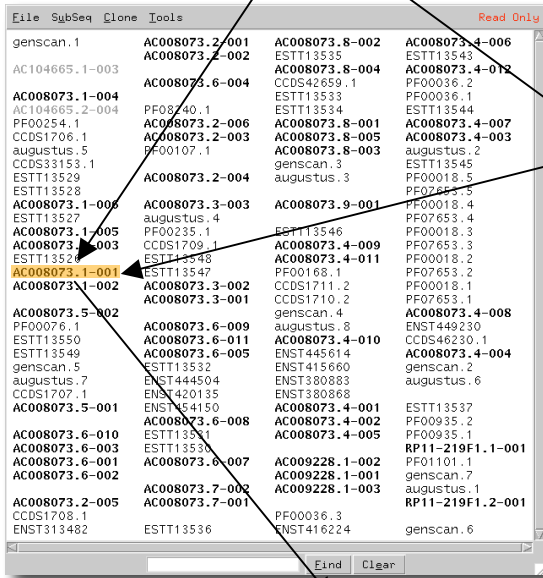 File SubSeq Clone Tools Read Only
genscan.1 AC008073.2-001 AC008073.8-002 AC008073.4-006
AC008073.2-002 ESTT13535 ESTT13543
AC104665.1-003 AC008073.8-004 AC008073.4-012
AC008073.6-004 CCDS42659.1 PF00036.2
AC008073.1-004 ESTT13533 PF00036.1
AC104665.2-004 PF08240.1 ESTT13534 ESTT13544
PF00254.1 AC008073.2-006 AC008073.8-001 AC008073.4-007
CCDS1706.1 AC008073.2-003 AC008073.8-005 AC008073.4-003
augustus.5 PF00107.1 AC008073.8-003 augustus.2
CCDS33153.1 genscan.3 ESTT13545
ESTT13529 AC008073.2-004 augustus.3 PF00018.5
ESTT13528 PF07653.5
AC008073.1-006 AC008073.3-003 AC008073.9-001 PF00018.4
ESTT13527 augustus.4 PF07653.4
AC008073.1-005 PF00235.1 ESTT13546 PF00018.3
AC008073.1-003 CCDS1709.1 AC008073.4-009 PF07653.3
ESTT13526 ESTT13548 AC008073.4-011 PF00018.2
AC008073.1-001 ESTT13547 PF00168.1 PF07653.2
AC008073.1-002 AC008073.3-002 CCDS1711.2 PF00018.1
AC008073.3-001 CCDS1710.2 PF07653.1
AC008073.5-002 genscan.4 AC008073.4-008
PF00076.1 AC008073.6-009 augustus.8 ENST449230
ESTT13550 AC008073.6-011 AC008073.4-010 CCDS46230.1
ESTT13549 AC008073.6-005 ENST445614 AC008073.4-004
genscan.5 ESTT13532 ENST415660 genscan.2
augustus.7 ENST444504 ENST380883 augustus.6
CCDS1707.1 ENST420135 ENST380868
AC008073.5-001 ENST454150 AC008073.4-001 ESTT13537
AC008073.6-008 AC008073.4-002 PF00935.2
AC008073.6-010 ESTT13531 AC008073.4-005 PF00935.1
AC008073.6-003 ESTT13530 RP11-219F1.1-001
AC008073.6-001 AC008073.6-007 AC009228.1-002 PF01101.1
AC008073.6-002 AC009228.1-001 genscan.7
AC008073.7-002 AC009228.1-003 augustus.1
AC008073.2-005 AC008073.7-001 RP11-219F1.2-001
CCDS1708.1 PF00036.3
ENST313482 ESTT13536 ENST416224 genscan.6
Find Clear